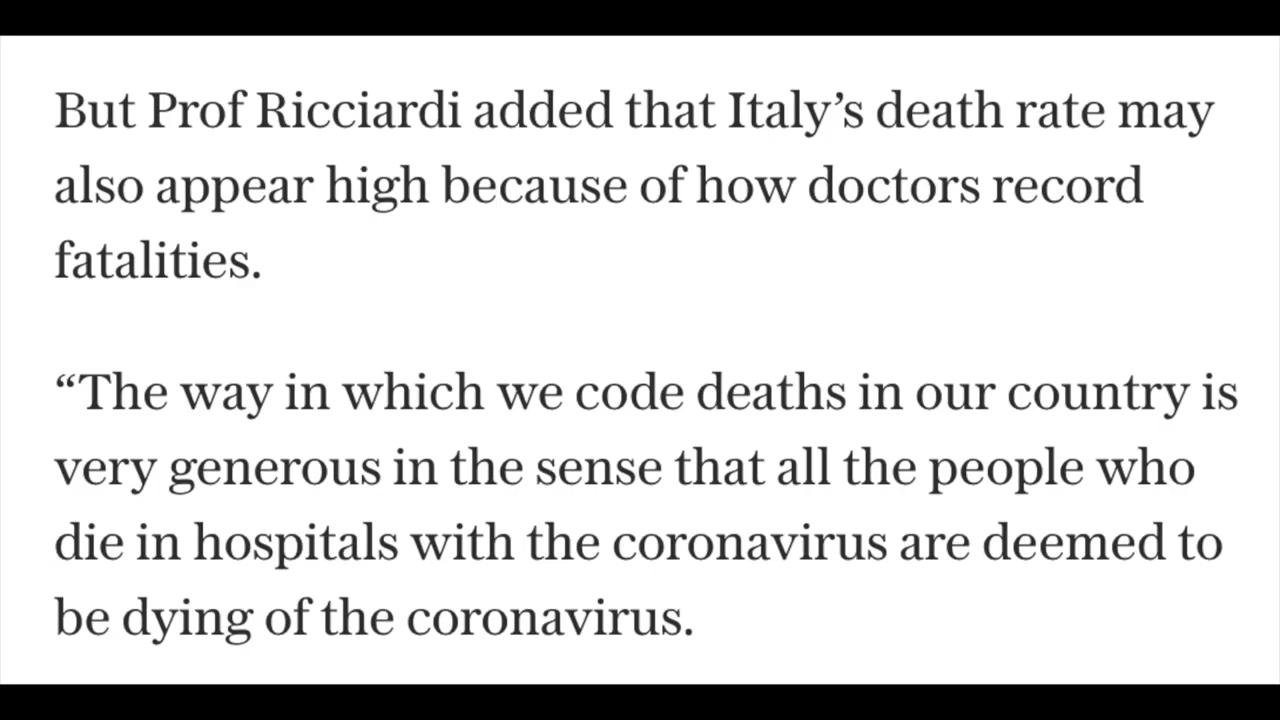 But Prof Ricciardi added that Italy’s death rate may
also appear high because of how doctors record
fatalities.
“The way in which we code deaths in our country is
very generous in the sense that all the people who
die in hospitals with the coronavirus are deemed to
be dying of the coronavirus.